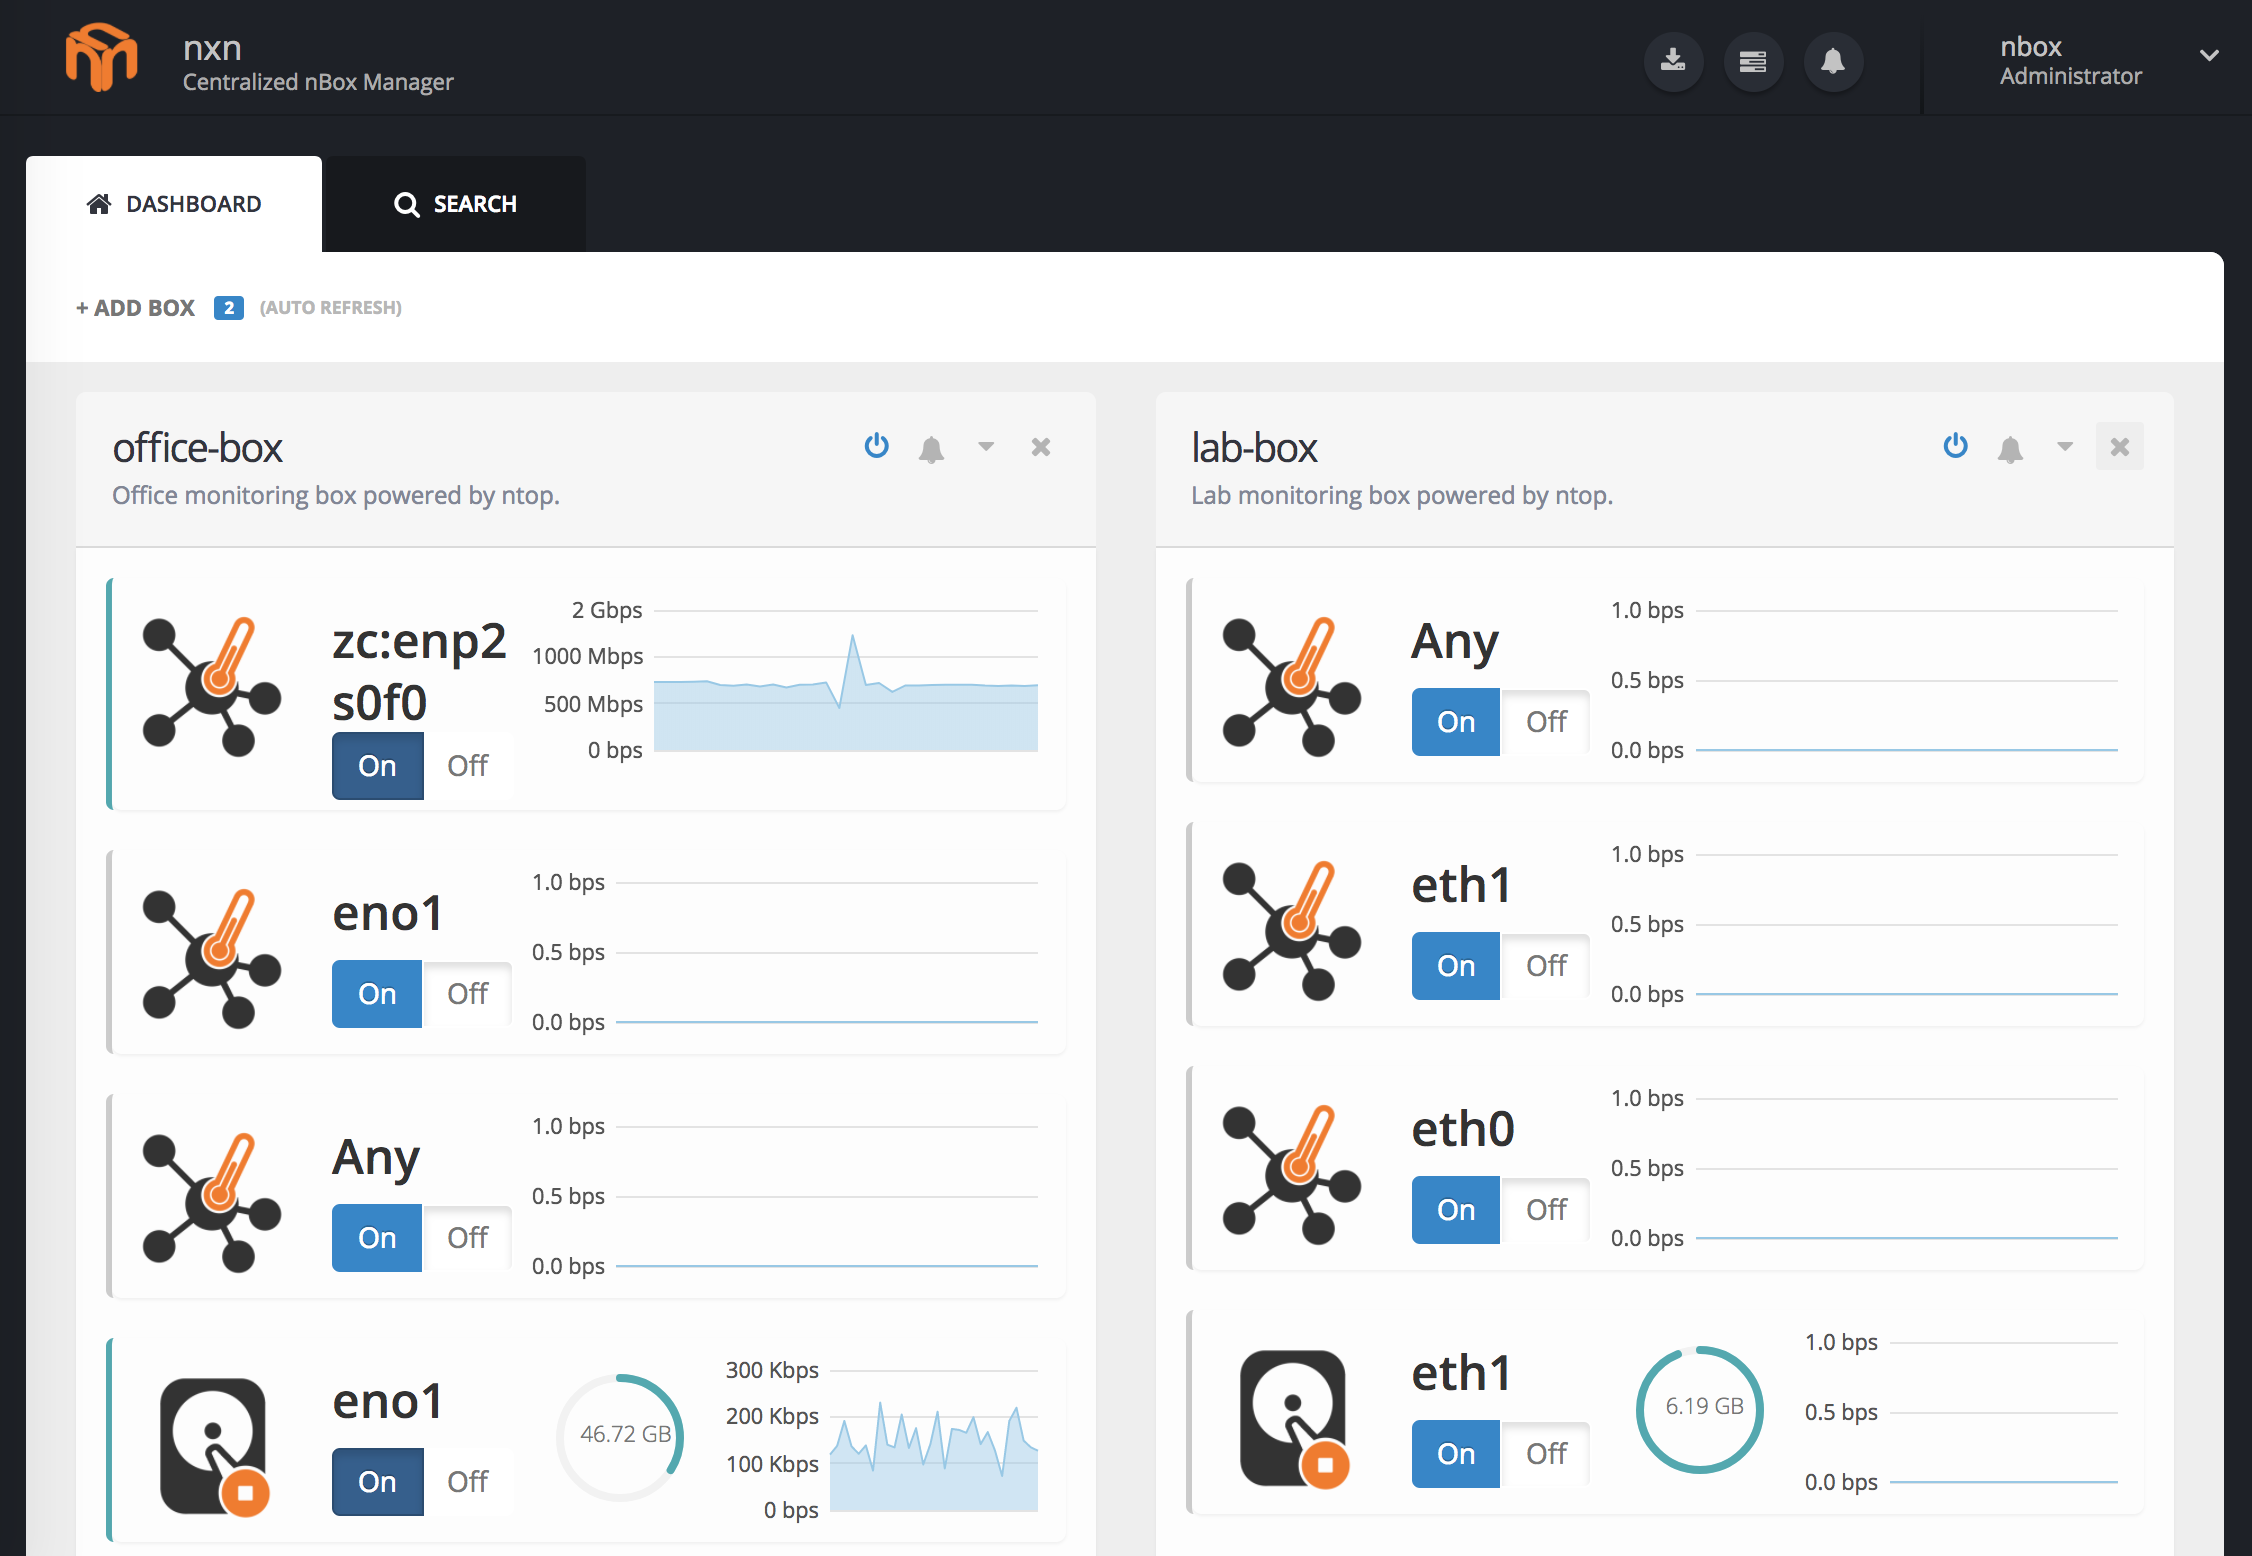 nxn
Centralized nBox Manager
nbox
Administrator
DASHBOARD
SEARCH
+ ADD BOX 2 (AUTO REFRESH)
office-box
Office monitoring box powered by ntop.
zc:enp2
s0f0
On Off
2 Gbps
1000 Mbps
500 Mbps
0 bps
eno1
On Off
1.0 bps
0.5 bps
0.0 bps
Any
On Off
1.0 bps
0.5 bps
0.0 bps
eno1
On Off
46.72 GB
300 Kbps
200 Kbps
100 Kbps
0 bps
lab-box
Lab monitoring box powered by ntop.
Any
On Off
1.0 bps
0.5 bps
0.0 bps
eth1
On Off
1.0 bps
0.5 bps
0.0 bps
eth0
On Off
1.0 bps
0.5 bps
0.0 bps
eth1
On Off
6.19 GB
1.0 bps
0.5 bps
0.0 bps